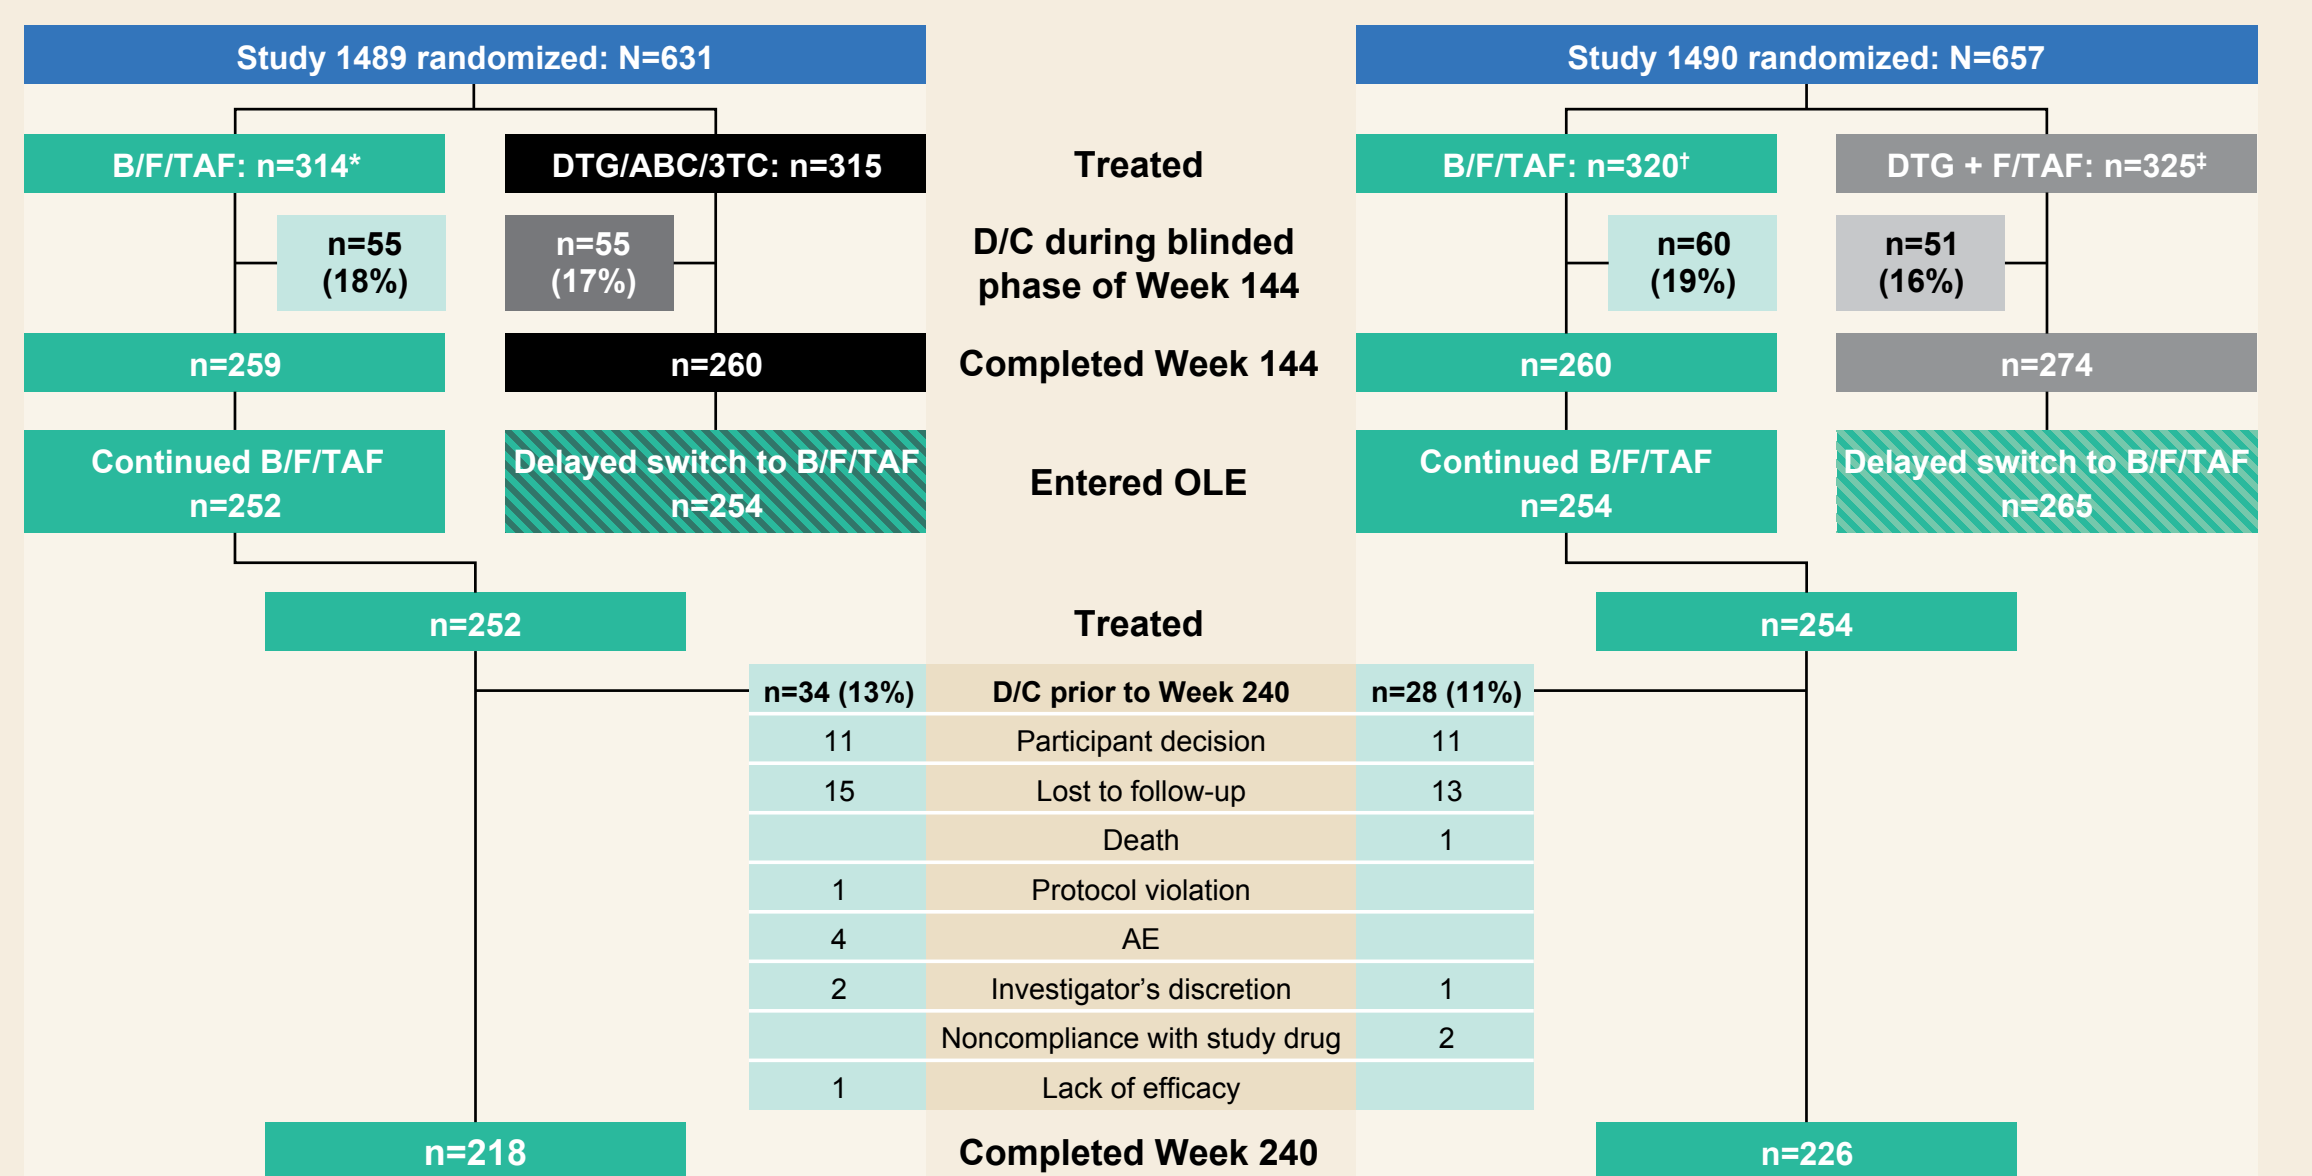 Study 1489 randomized: N=631
Study 1490 randomized: N=657
B/F/TAF: n=314*
DTG/ABC/3TC: n=315
Treated
B/F/TAF: n=320†
DTG + F/TAF: n=325‡
n=55
(18%)
n=55
(17%)
D/C during blinded
phase of Week 144
n=60
(19%)
n=51
(16%)
n=259
n=260
Completed Week 144
n=260
n=274
Continued B/F/TAF
n=252
Delayed switch to B/F/TAF
n=254
Entered OLE
Continued B/F/TAF
n=254
Delayed switch to B/F/TAF
n=265
n=252
Treated
n=254
n=34 (13%)
D/C prior to Week 240
n=28 (11%)
11
Participant decision
11
15
Lost to follow-up
13
Death
1
1
Protocol violation
4
AE
2
Investigator’s discretion
1
Noncompliance with study drug
2
1
Lack of efficacy
n=218
Completed Week 240
n=226